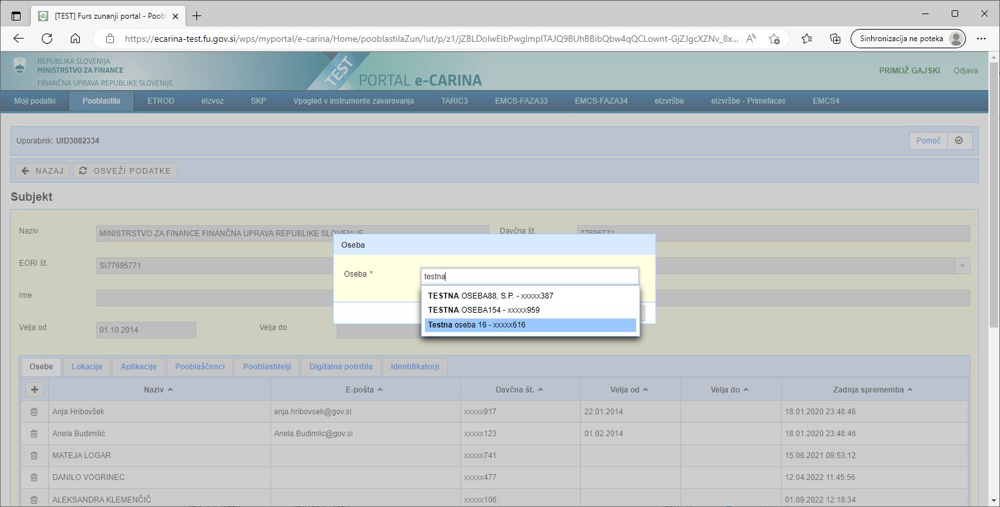 [TEST] Furs zunanji portal - Poob
https://ecarina-test.fu.gov.si/wps/myportal/e-carina/Home/pooblastilaZun/!ut/p/z1/
Sinhronizacija ne poteka
REPUBLIKA SLOVENIJA
MINISTRSTVO ZA FINANCE
FINANČNA UPRAVA REPUBLIKE SLOVENIJE
TEST
PORTAL e-CARINA
PRIMOŽ GAJSKI Odjava
Moji podatki Pooblastila ETROD eIzvoz SKP Vpogled v instrumente zavarovanja TARIC3 EMCS-FAZA33 EMCS-FAZA34 eIzvršbe eIzvršbe - Primefaces EMCS4
Uporabnik: UID3082334
Pomoč
NAZAJ OSVEŽI PODATKE
Subjekt
Naziv MINISTRSTVO ZA FINANCE FINANČNA UPRAVA REPUBLIKE SLOVENIJE Davčna št. 77695771
EORI št. SI77695771
Ime
Velja od 01.10.2014 Velja do
Oseba
Oseba * testna
TESTNA OSEBA88, S.P. - xxxxx387
TESTNA OSEBA154 - xxxxx959
Testna oseba 16 - xxxxx616
Osebe Lokacije Aplikacije Pooblaščenci Pooblastitelji Digitalna potrdila Identifikatorji
Naziv E-pošta Davčna št. Velja od Velja do Zadnja sprememba
Anja Hribovšek anja.hribovsek@gov.si xxxxx917 22.01.2014 18.01.2020 23:48:46
Anela Budimilić Anela.Budimlic@gov.si xxxxx123 01.02.2014 18.01.2020 23:48:46
MATEJA LOGAR xxxxx741 15.06.2021 09:53:12
DANILO VOGRINEC xxxxx477 12.04.2022 11:45:56
ALEKSANDRA KLEMENČIČ xxxxx106 01.09.2022 12:18:34